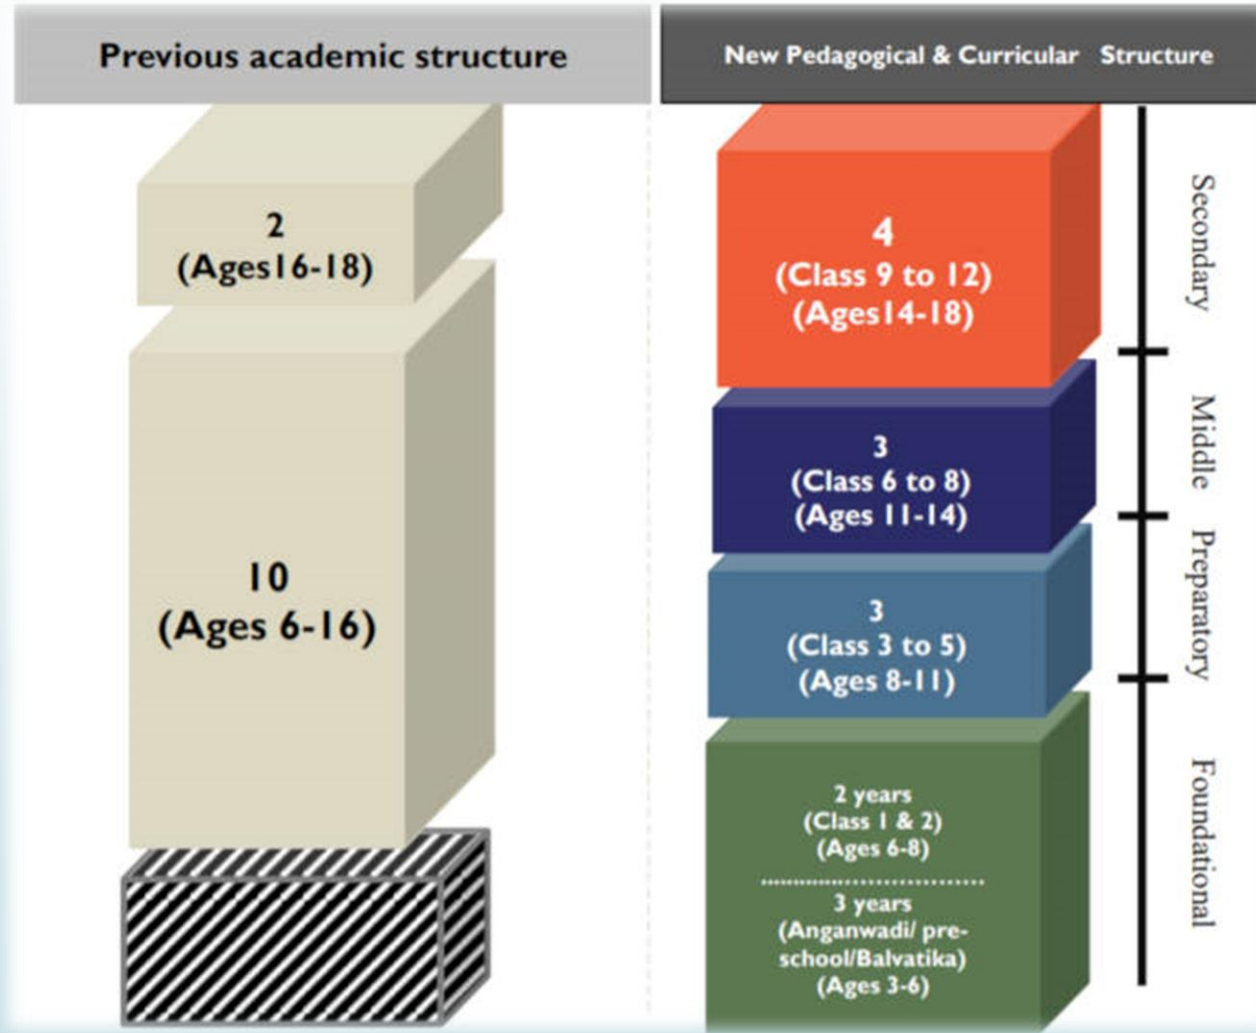 Previous academic structure
2
(Ages16-18)
10
(Ages 6-16)
New Pedagogical & Curricular Structure
4
(Class 9 to 12)
(Ages14-18)
3
(Class 6 to 8)
(Ages 11-14)
3
(Class 3 to 5)
(Ages 8-11)
2 years
(Class 1 & 2)
(Ages 6-8)
3 years
(Anganwadi/ pre-
school/Balvatika)
(Ages 3-6)
Secondary
Middle
Preparatory
Foundational